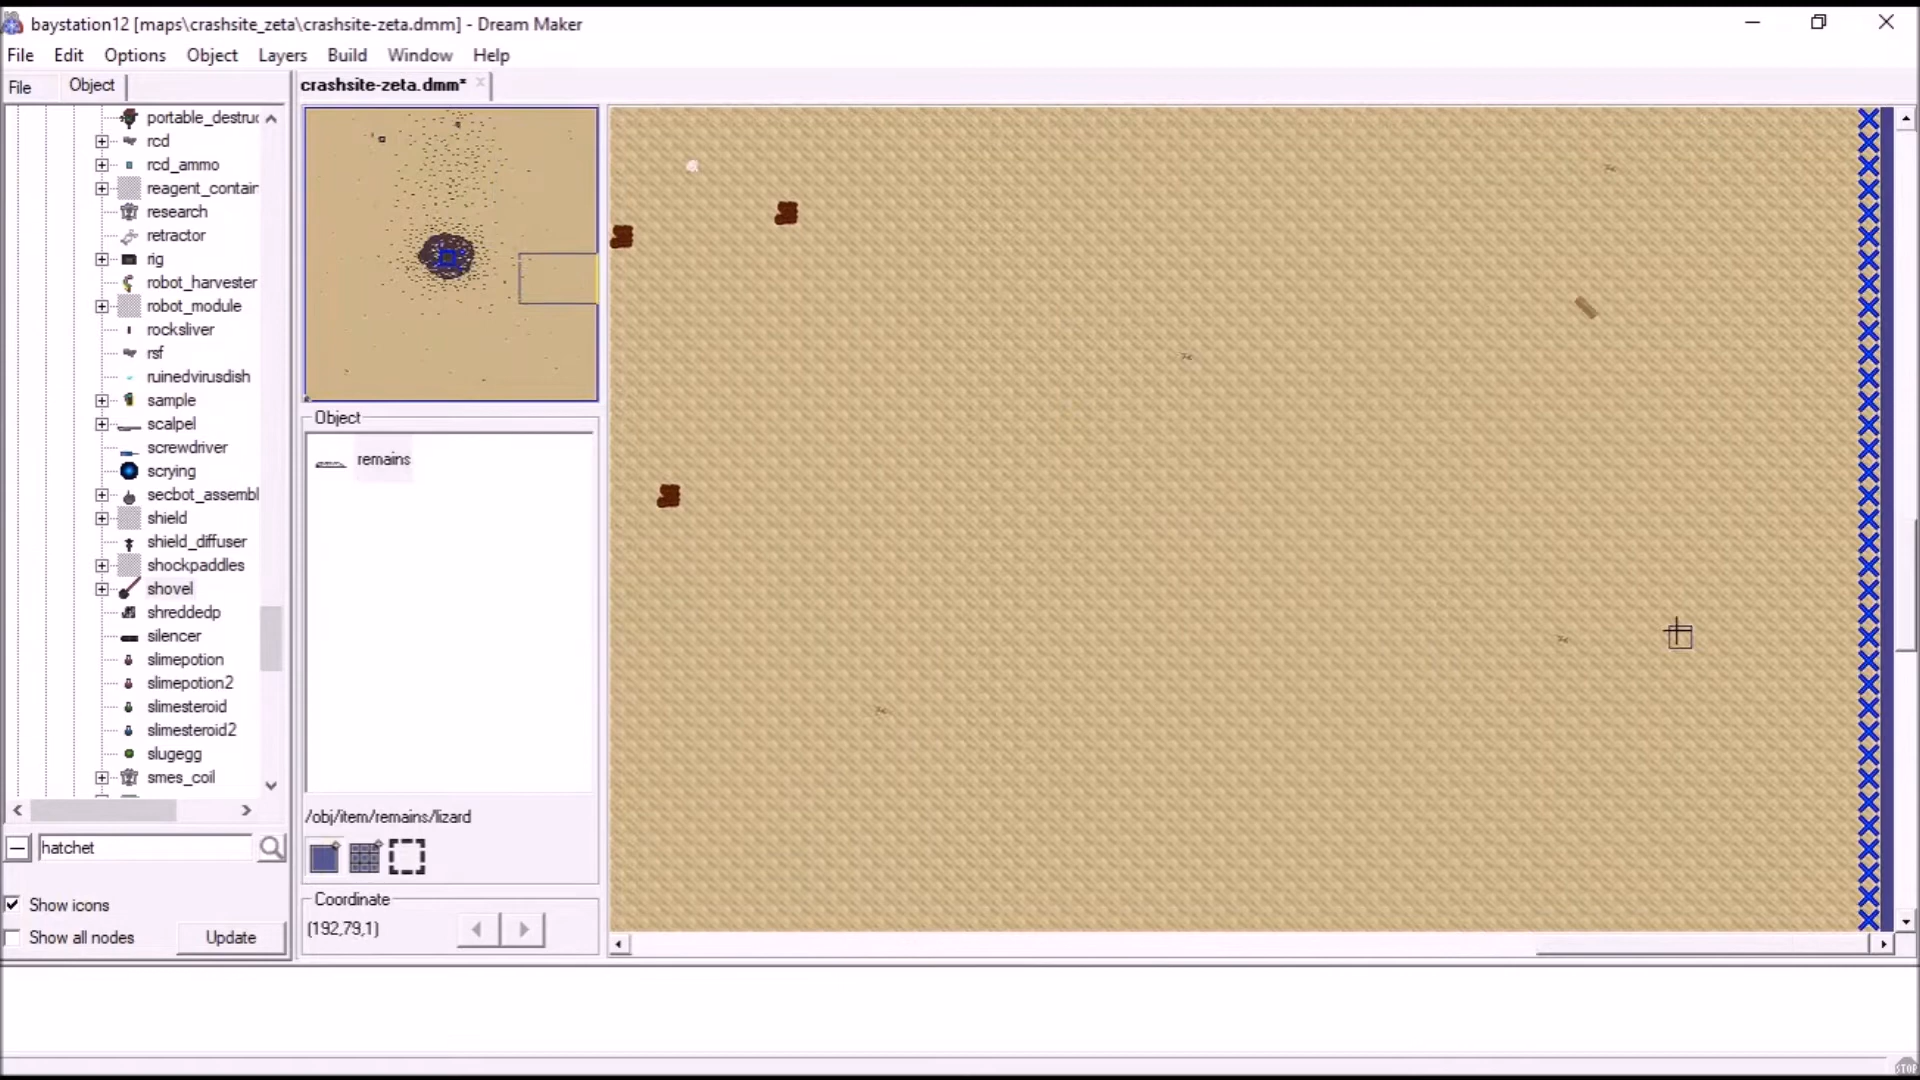 baystation12 [maps\crashsite_zeta\crashsite-zeta.dmm] - Dream Maker
File Edit Options Object Layers Build Window Help
File Object
crashsite-zeta.dmm*
portable_destruc
rcd
rcd_ammo
reagent_contain
research
retractor
rig
robot_harvester
robot_module
rocksliver
rsf
ruinedvirusdish
sample
scalpel
screwdriver
scrying
secbot_assembl
shield
shield_diffuser
shockpaddles
shovel
shreddedp
silencer
slimepotion
slimepotion2
slimesteroid
slimesteroid2
slugegg
smes_coil
hatchet
Show icons
Show all nodes
Update
Object
remains
/obj/item/remains/lizard
Coordinate
(192,79,1)
STOP